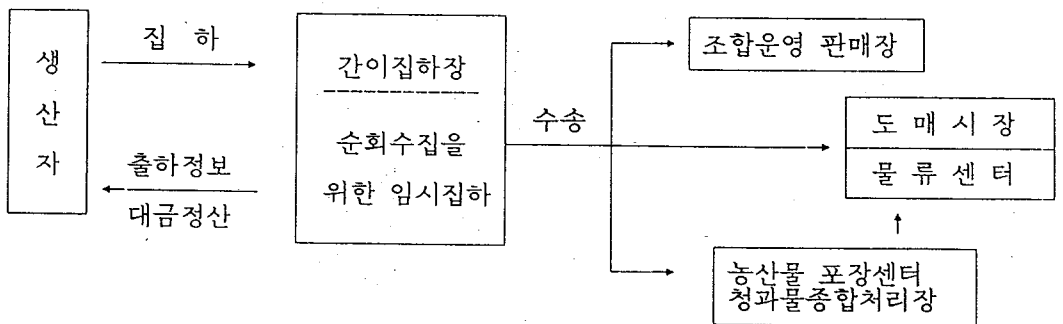 생
산
자
집 하
출하정보
대금정산
간이집하장
순회수집을
위한 임시집하
수송
조합운영 판매장
도 매 시 장
물 류 센 터
농산물 포장센터
청과물종합처리장